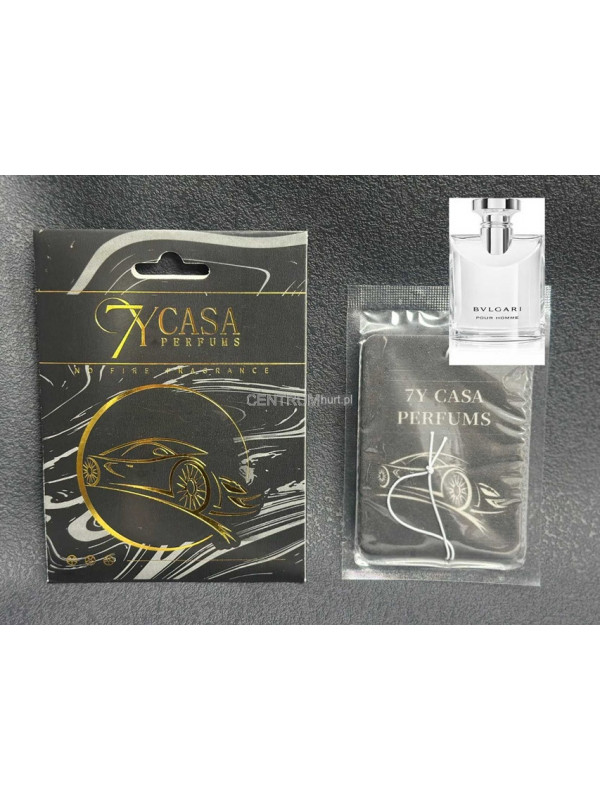 7Y CASA
PERFUMS
NO FIRE FRAGRANCE
CENTRUMhurt.pl
BVLGARI
POUR HOMME
7Y CASA
PERFUMS